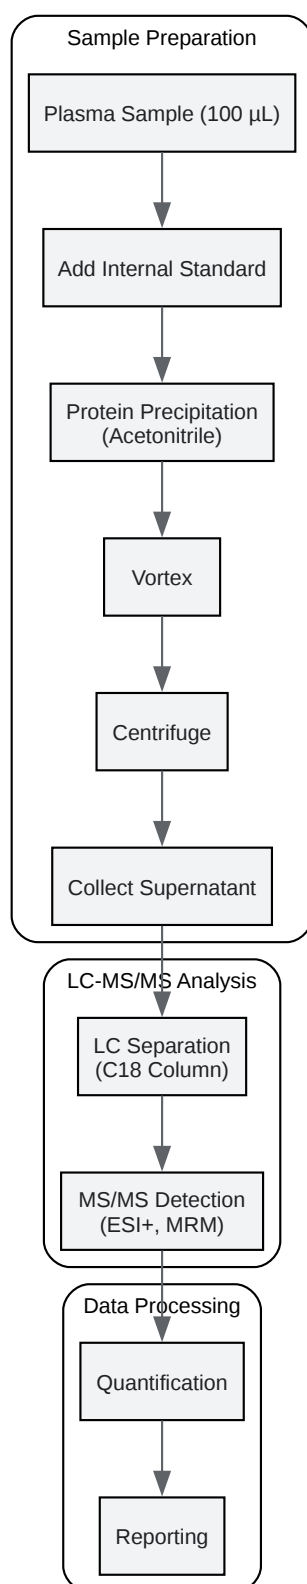 Sample Preparation
Plasma Sample (100 µL)
Add Internal Standard
Protein Precipitation
(Acetonitrile)
Vortex
Centrifuge
Collect Supernatant
LC-MS/MS Analysis
LC Separation
(C18 Column)
MS/MS Detection
(ESI+, MRM)
Data Processing
Quantification
Reporting